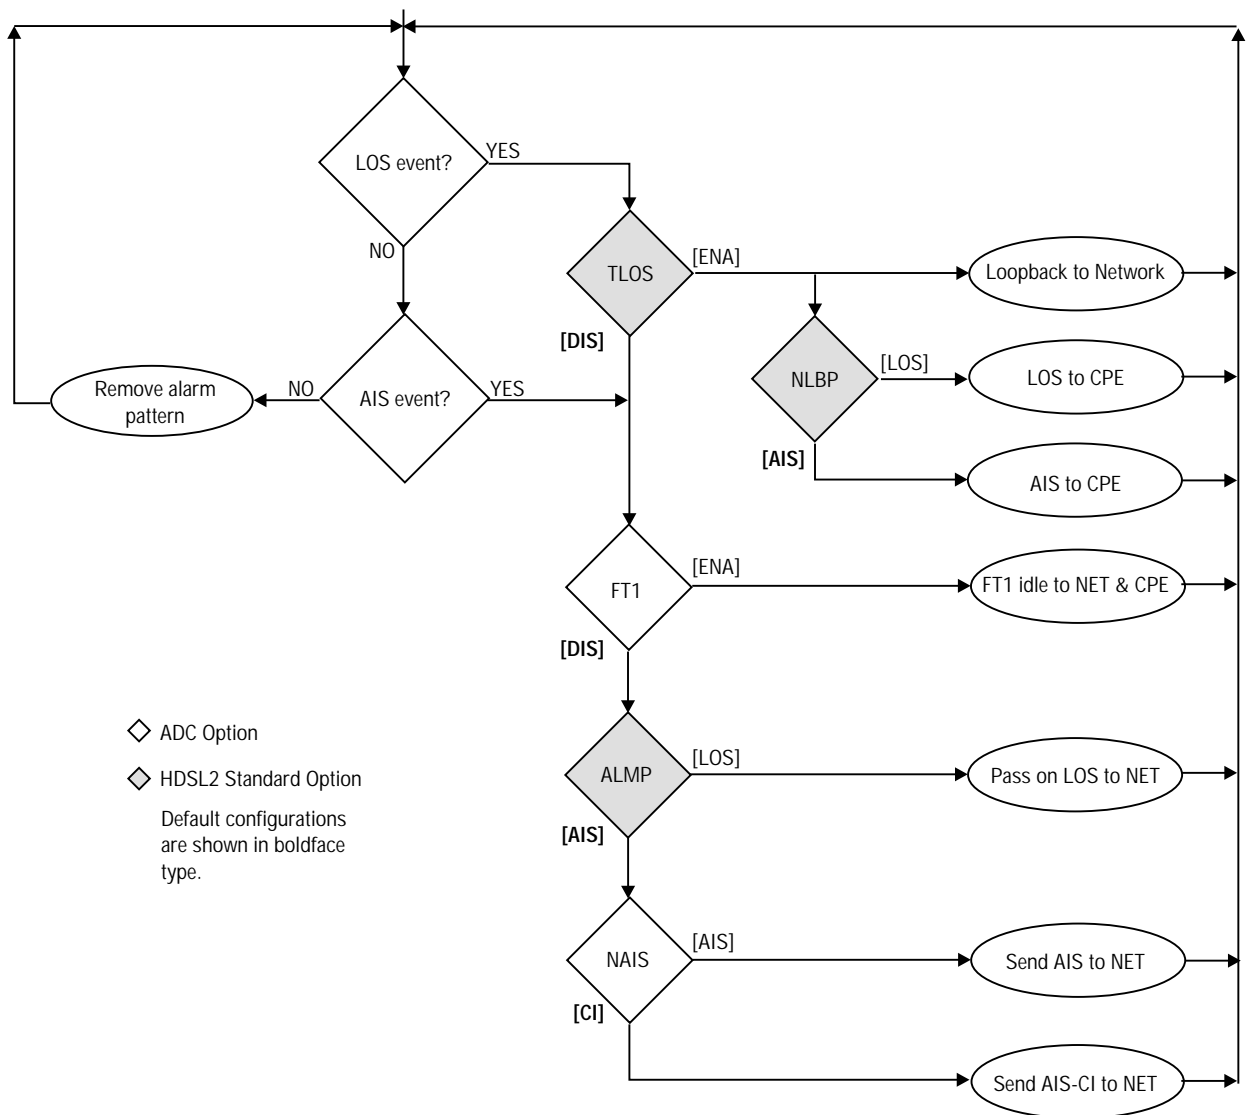 LOS event?
YES
NO
TLOS
[ENA]
[DIS]
Loopback to Network
NLBP
[LOS]
LOS to CPE
[AIS]
AIS to CPE
Remove alarm
pattern
NO
AIS event?
YES
FT1
[ENA]
FT1 idle to NET & CPE
[DIS]
ADC Option
HDSL2 Standard Option
Default configurations
are shown in boldface
type.
ALMP
[LOS]
Pass on LOS to NET
[AIS]
NAIS
[AIS]
Send AIS to NET
[CI]
Send AIS-CI to NET